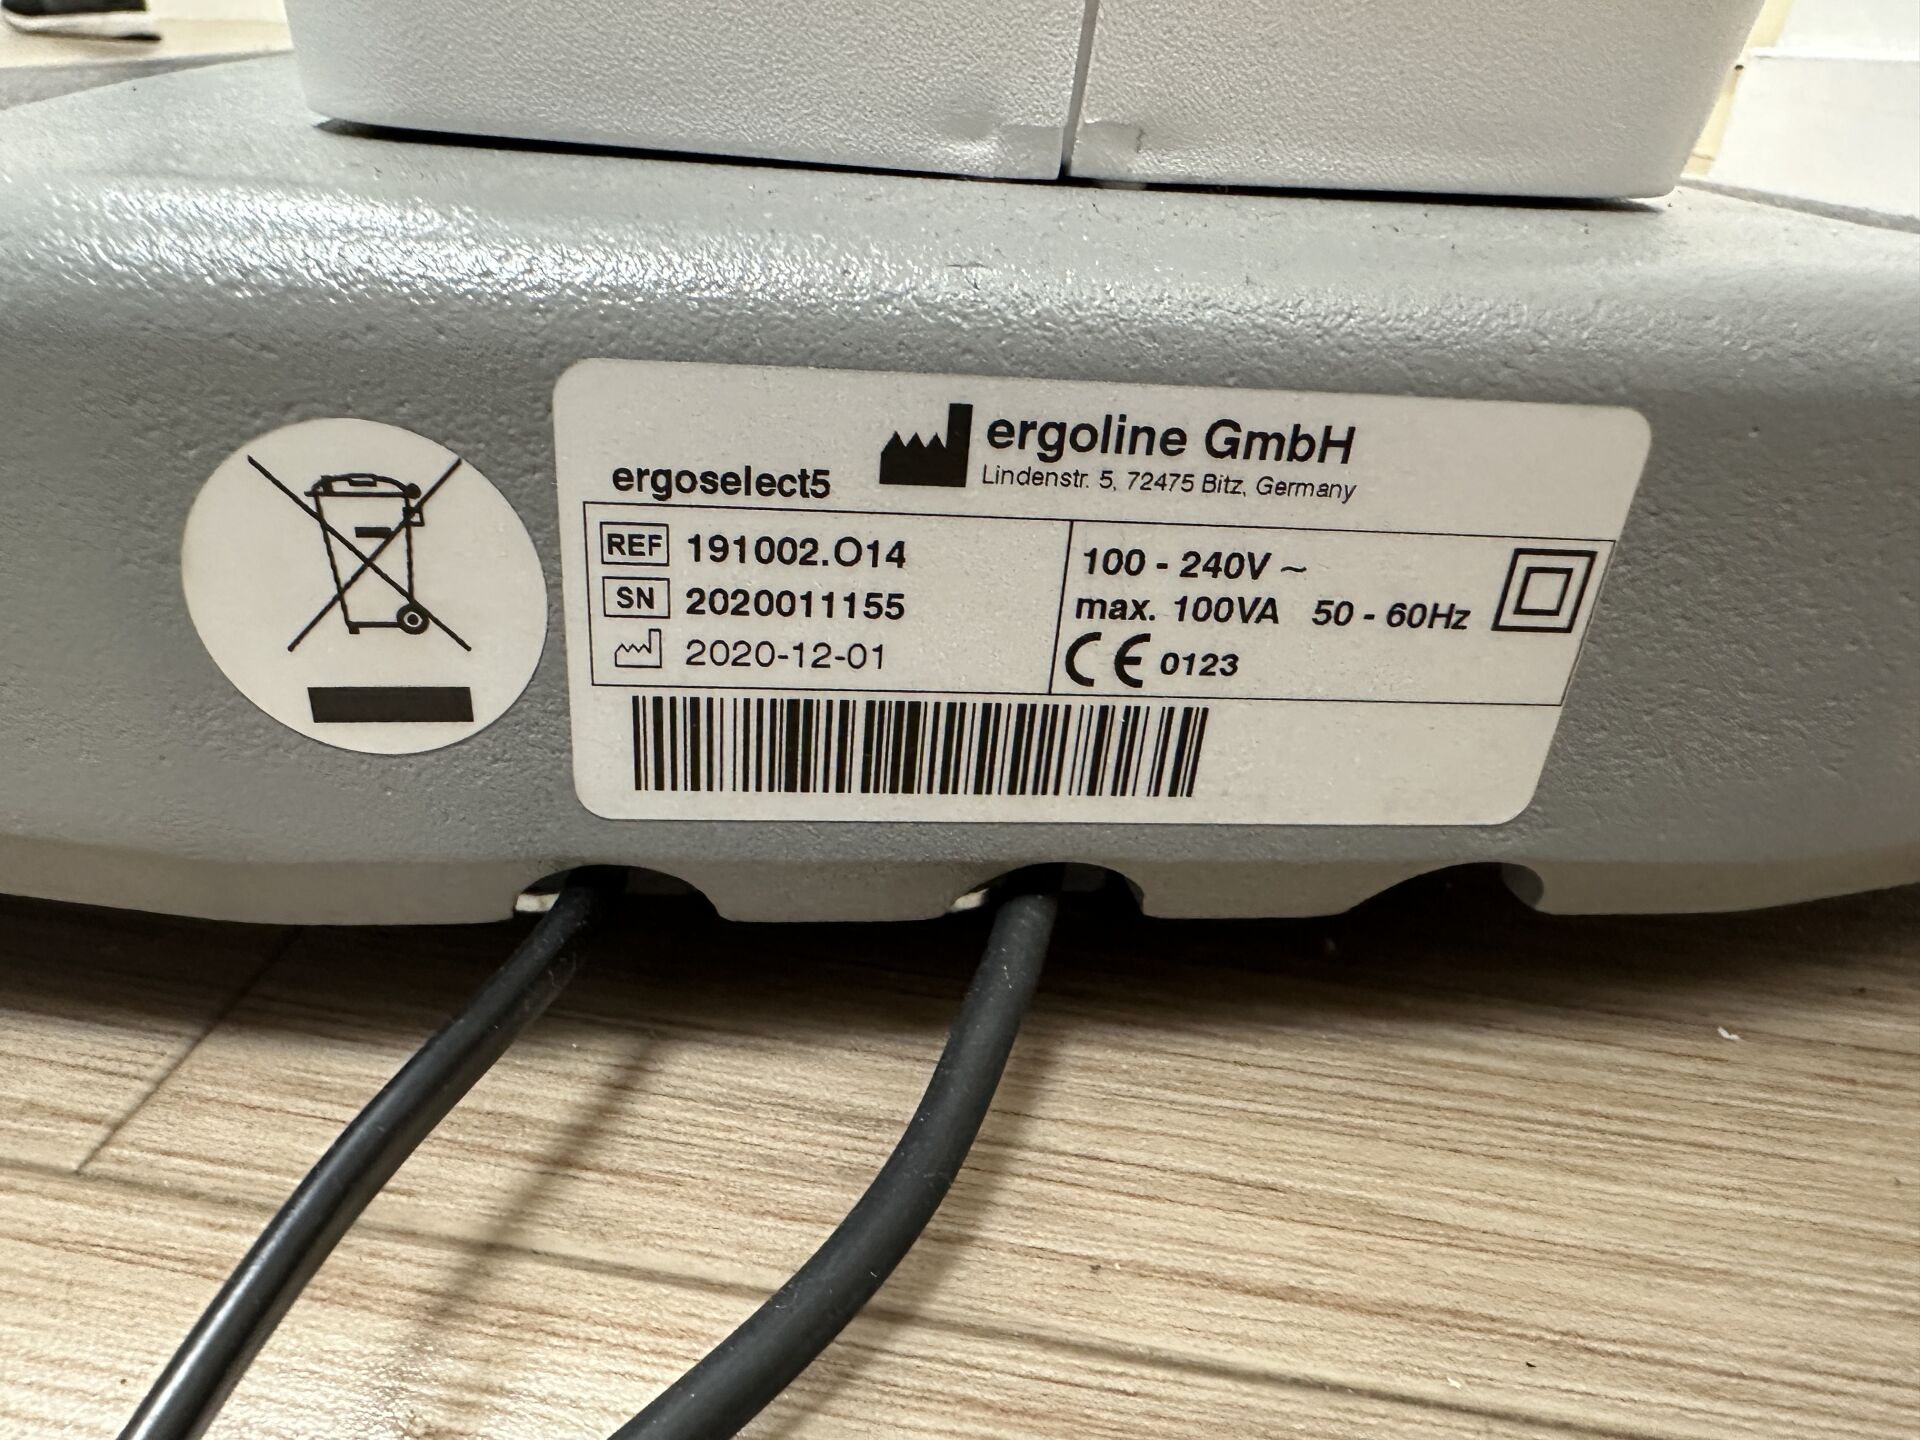 ergoline GmbH
Lindenstr. 5, 72475 Bitz, Germany
ergoselect5
REF 191002.O14
SN 2020011155
2020-12-01
100 - 240V ~
max. 100VA 50 - 60Hz
CE 0123